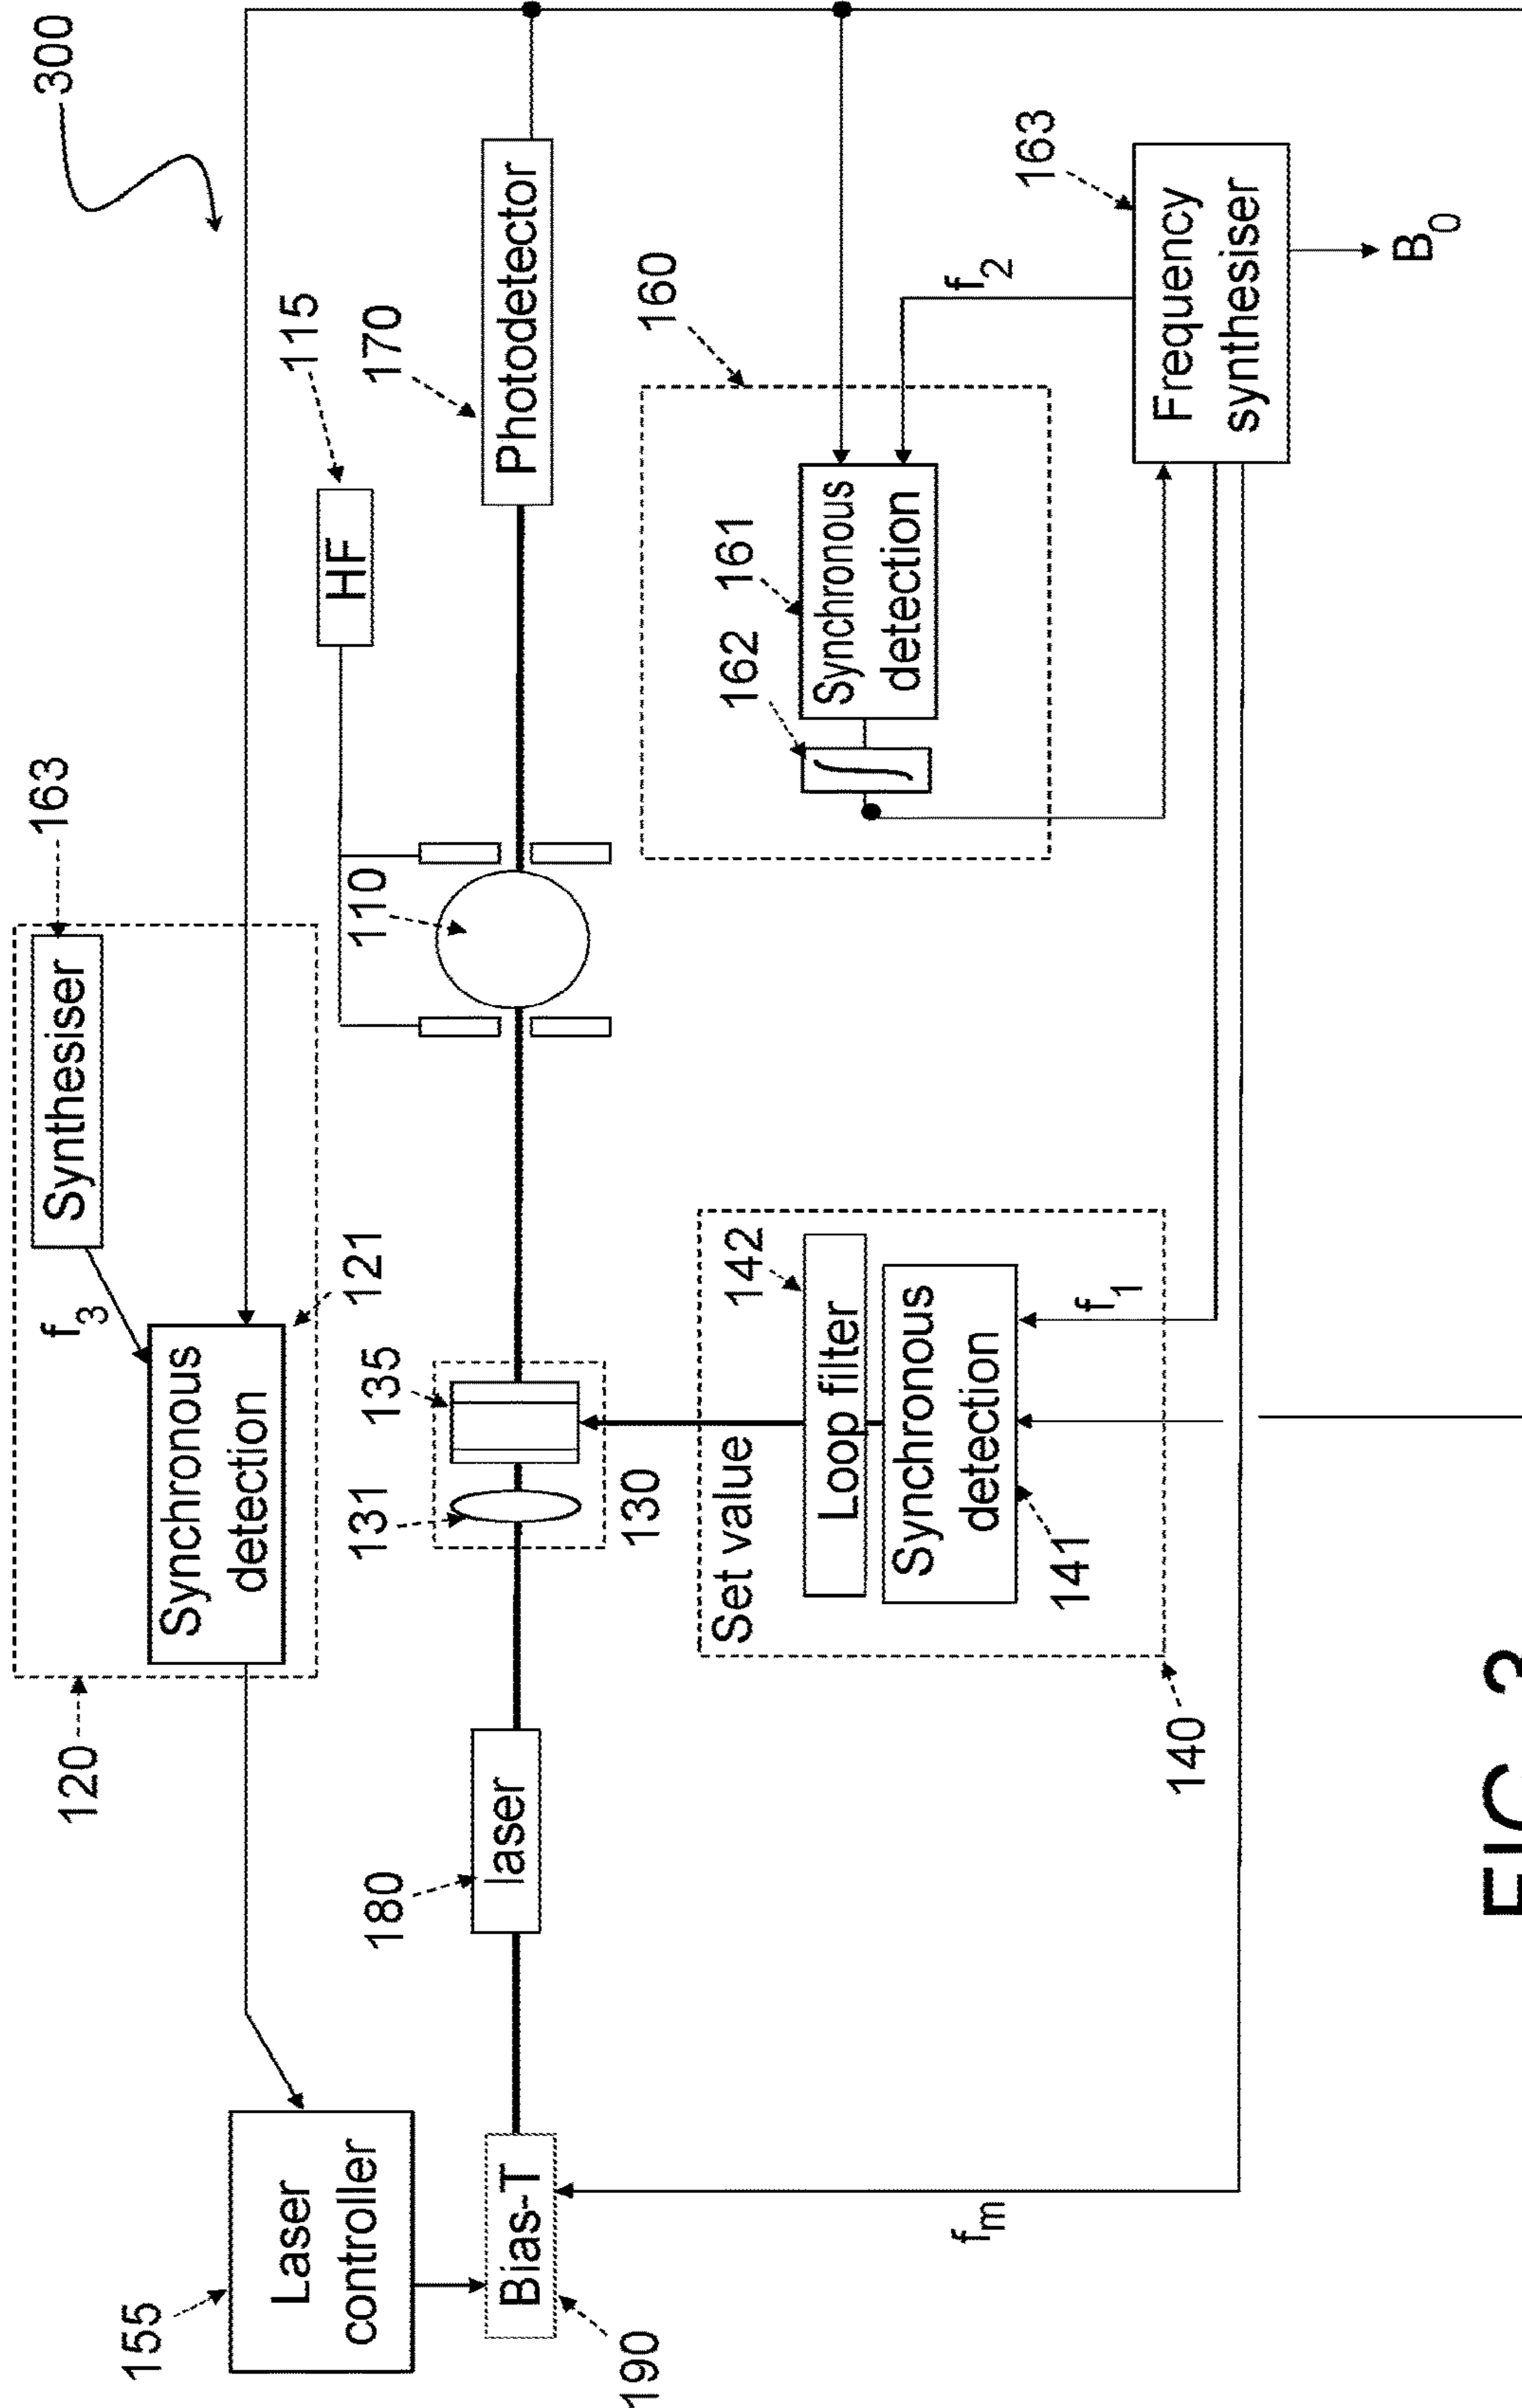 300
163
Synthesiser
f3
120
Synchronous
detection
121
115
HF
155
Laser
controller
180
laser
131
135
130
110
170
Photodetector
190
Bias-T
fm
Set value
142
Loop filter
Synchronous
detection
141
140
f1
160
162
161
Synchronous
detection
f2
163
Frequency
synthesiser
B0
FIG. 3